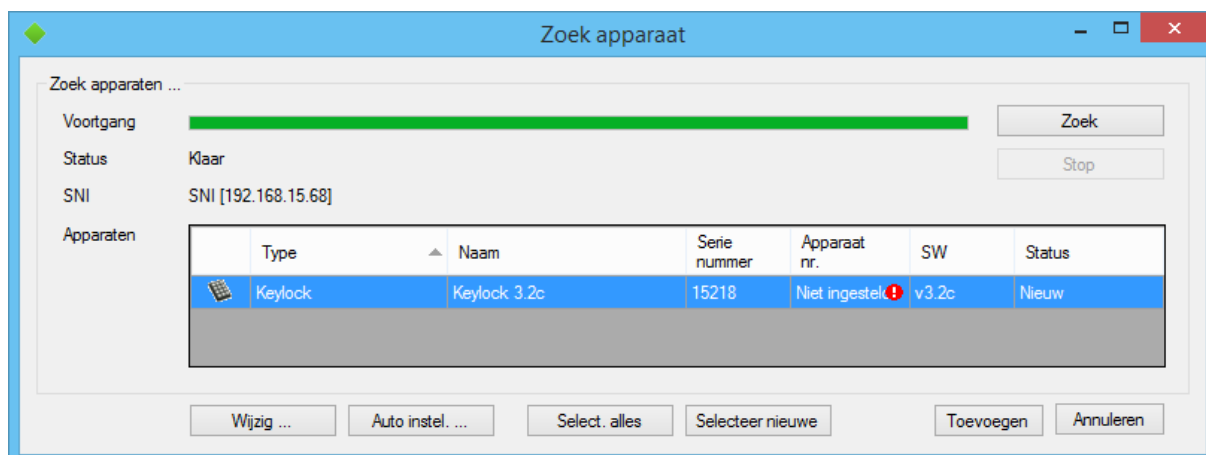 Zoek apparaat
Zoek apparaten ...
Voortgang
Zoek
Status
Klaar
Stop
SNI
SNI [192.168.15.68]
Apparaten
Type
Naam
Serie nummer
Apparaat nr.
SW
Status
Keylock
Keylock 3.2c
15218
Niet ingesteld
v3.2c
Nieuw
Wijzig ...
Auto instel. ...
Select. alles
Selecteer nieuwe
Toevoegen
Annuleren